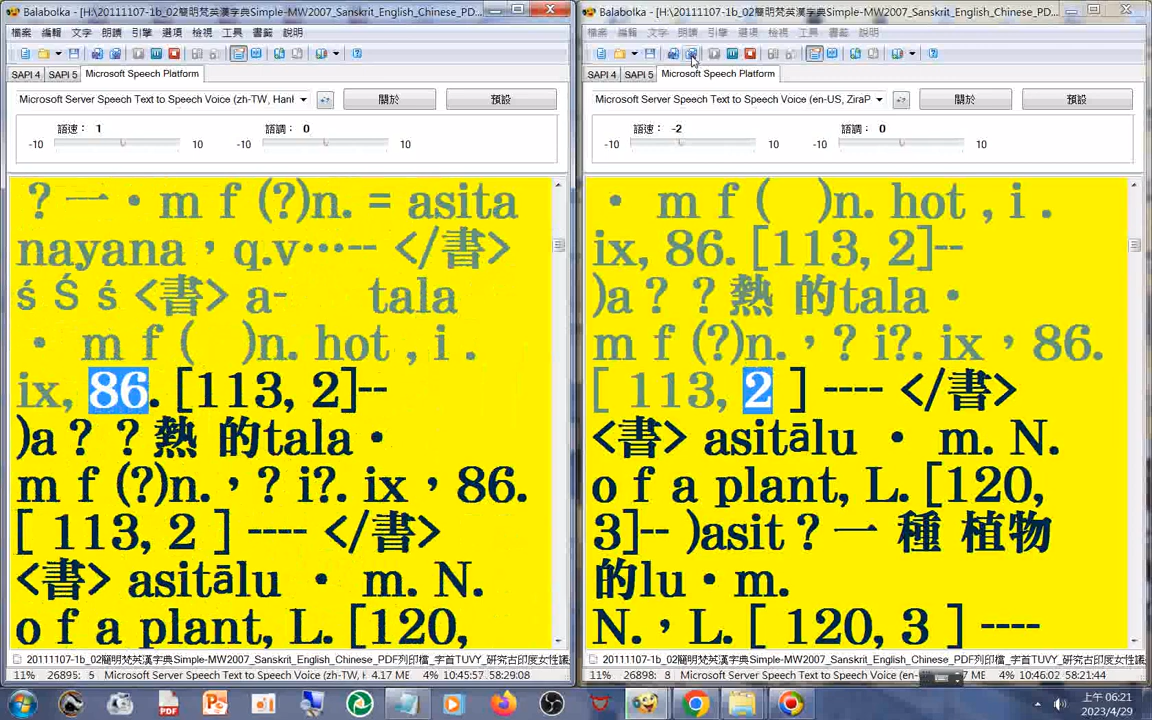 Balabolka - [H:\20111107-1b_02簡明梵英漢字典Simple-MW2007_Sanskrit_English_Chinese_PD...
檔案 編輯 文字 朗讀 引擎 選項 檢視 工具 書籤 說明
SAPI 4 SAPI 5 Microsoft Speech Platform
Microsoft Server Speech Text to Speech Voice (zh-TW, Hanl
關於 預設
語速： 1 語調： 0
-10 10 -10 10
? 一 • m f (?)n. = asita
nayana，q.v…-- </書>
ś Ś ś <書> a- tala
• m f ( )n. hot , i .
ix, 86. [113, 2]--
)a ? ? 熱 的tala •
m f (?)n.，? i?. ix，86.
[ 113, 2 ] ---- </書>
<書> asitālu • m. N.
o f a plant, L. [120,
20111107-1b_02簡明梵英漢字典Simple-MW2007_Sanskrit_English_Chinese_PDF列印檔_字首TUVY_研究古印度女性議
11% 26895: 5 Microsoft Server Speech Text to Speech Voice (zh-TW, H 4.17 ME 4% 10:45:57 58:29:08
Balabolka - [H:\20111107-1b_02簡明梵英漢字典Simple-MW2007_Sanskrit_English_Chinese_PD...
檔案 編輯 文字 朗讀 引擎 選項 檢視 工具 書籤 說明
SAPI 4 SAPI 5 Microsoft Speech Platform
Microsoft Server Speech Text to Speech Voice (en-US, ZiraP
關於 預設
語速： -2 語調： 0
-10 10 -10 10
• m f ( )n. hot , i .
ix, 86. [113, 2]--
)a ? ? 熱 的tala •
m f (?)n.，? i?. ix，86.
[ 113, 2 ] ---- </書>
<書> asitālu • m. N.
o f a plant, L. [120,
3]-- )asit ? 一 種 植物
的lu • m.
N.，L. [ 120, 3 ] ----
20111107-1b_02簡明梵英漢字典Simple-MW2007_Sanskrit_English_Chinese_PDF列印檔_字首TUVY_研究古印度女性議
11% 26898: 8 Microsoft Server Speech Text to Speech Voice (en-US, 4.17 ME 4% 10:46:02 58:21:44
上午 06:21
2023/4/29